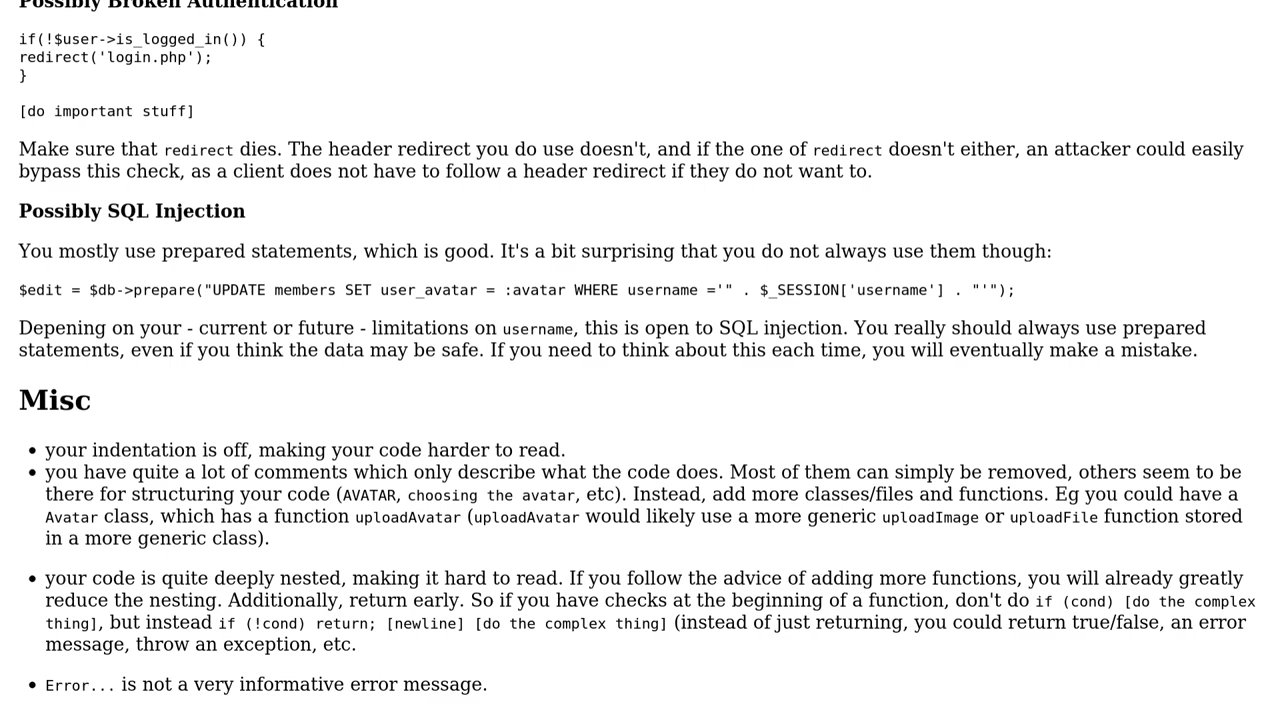 Possibly Broken Authentication
if(!$user->is_logged_in()) {
redirect('login.php');
}
[do important stuff]
Make sure that redirect dies. The header redirect you do use doesn't, and if the one of redirect doesn't either, an attacker could easily
bypass this check, as a client does not have to follow a header redirect if they do not want to.
Possibly SQL Injection
You mostly use prepared statements, which is good. It's a bit surprising that you do not always use them though:
$edit = $db->prepare("UPDATE members SET user_avatar = :avatar WHERE username ='" . $_SESSION['username'] . "'");
Depening on your - current or future - limitations on username, this is open to SQL injection. You really should always use prepared
statements, even if you think the data may be safe. If you need to think about this each time, you will eventually make a mistake.
Misc
• your indentation is off, making your code harder to read.
• you have quite a lot of comments which only describe what the code does. Most of them can simply be removed, others seem to be
there for structuring your code (AVATAR, choosing the avatar, etc). Instead, add more classes/files and functions. Eg you could have a
Avatar class, which has a function uploadAvatar (uploadAvatar would likely use a more generic uploadImage or uploadFile function stored
in a more generic class).
• your code is quite deeply nested, making it hard to read. If you follow the advice of adding more functions, you will already greatly
reduce the nesting. Additionally, return early. So if you have checks at the beginning of a function, don't do if (cond) [do the complex
thing], but instead if (!cond) return; [newline] [do the complex thing] (instead of just returning, you could return true/false, an error
message, throw an exception, etc.
• Error... is not a very informative error message.